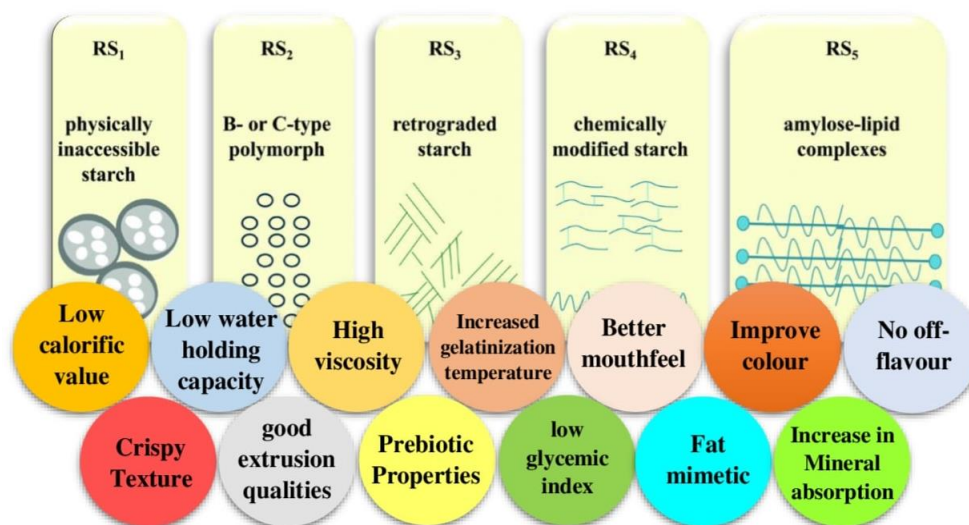 RS₁
physically
inaccessible
starch
RS₂
B- or C-type
polymorph
RS₃
retrograded
starch
RS₄
chemically
modified starch
RS₅
amylose-lipid
complexes
Low
calorific
value
Low water
holding
capacity
High
viscosity
Increased
gelatinization
temperature
Better
mouthfeel
Improve
colour
No off-
flavour
Crispy
Texture
good
extrusion
qualities
Prebiotic
Properties
low
glycemic
index
Fat
mimetic
Increase in
Mineral
absorption